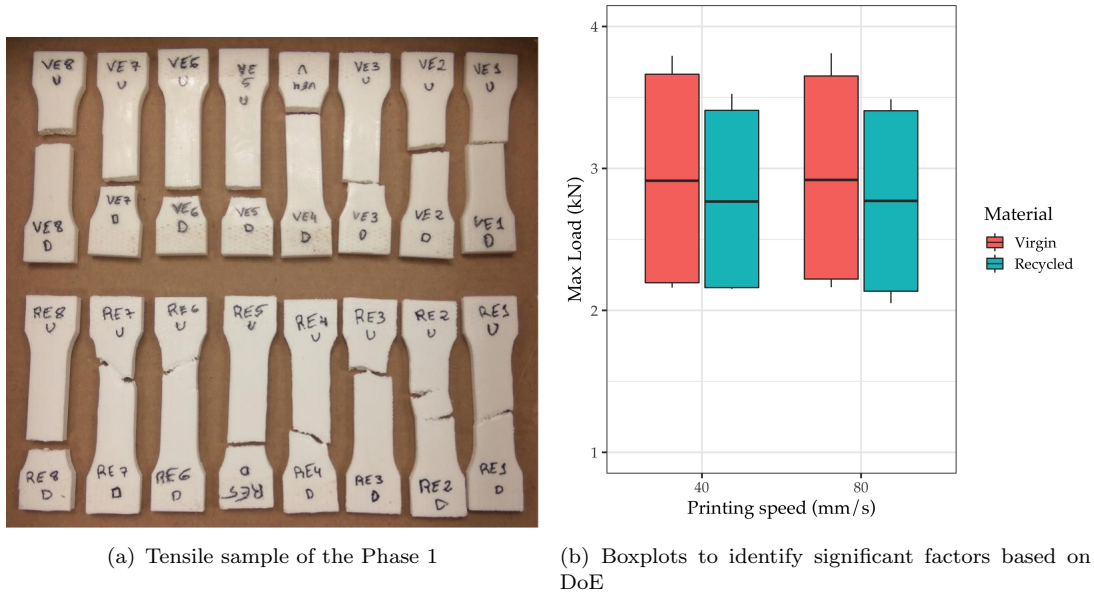 VE8 VE7 VE6 VE5 VE4 VE3 VE2 VE1
U U U U U U U U
VE8 VE7 VE6 VE5 VE4 VE3 VE2 VE1
D D D D D D D D
RE8 RE7 RE6 RE5 RE4 RE3 RE2 RE1
U U U U U U U U
RE8 RE7 RE6 RE5 RE4 RE3 RE2 RE1
D D D D D D D D
(a) Tensile sample of the Phase 1
4
3
2
1
Max Load (kN)
40 80
Printing speed (mm/s)
Material
Virgin
Recycled
(b) Boxplots to identify significant factors based on
DoE